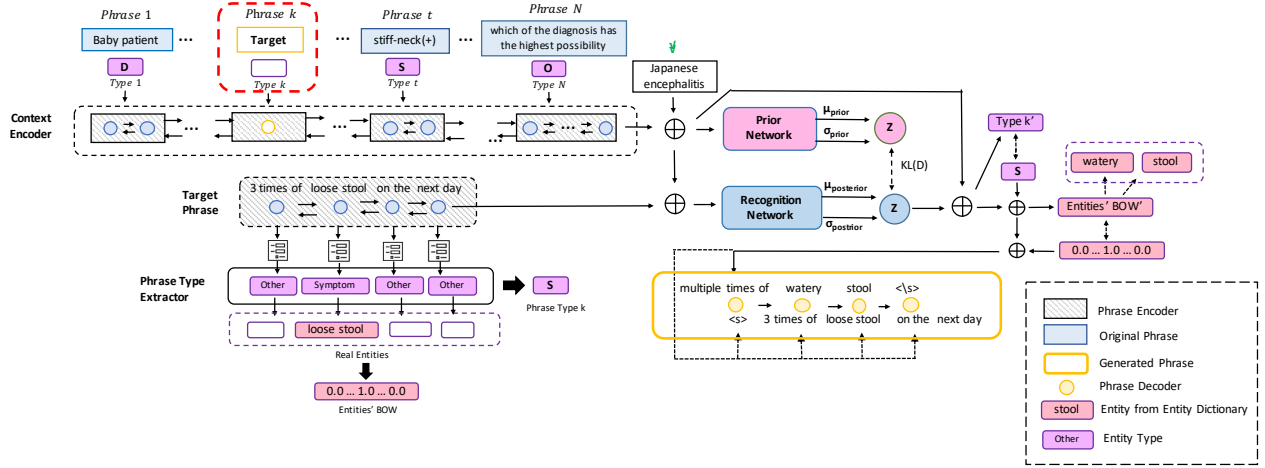 Phrase 1
Phrase k
Phrase t
Phrase N
Baby patient
...
Target
...
stiff-neck(+)
...
which of the diagnosis has
the highest possibility
D
S
O
Type 1
Type k
Type t
Type N
Japanese
encephalitis
Context
Encoder
...
...
...
...
Prior
Network
μprior
σprior
Z
KL(D)
Type k'
S
watery
stool
Target
Phrase
3 times of loose stool on the next day
Recognition
Network
μposterior
σpostrior
Z
Entities' BOW'
0.0 ... 1.0 ... 0.0
Phrase Type
Extractor
Other
Symptom
Other
Other
S
Phrase Type k
loose stool
Real Entities
0.0 ... 1.0 ... 0.0
Entities' BOW
multiple times of
watery
stool
<\s>
<s>
3 times of
loose stool
on the next day
Phrase Encoder
Original Phrase
Generated Phrase
Phrase Decoder
stool
Entity from Entity Dictionary
Other
Entity Type